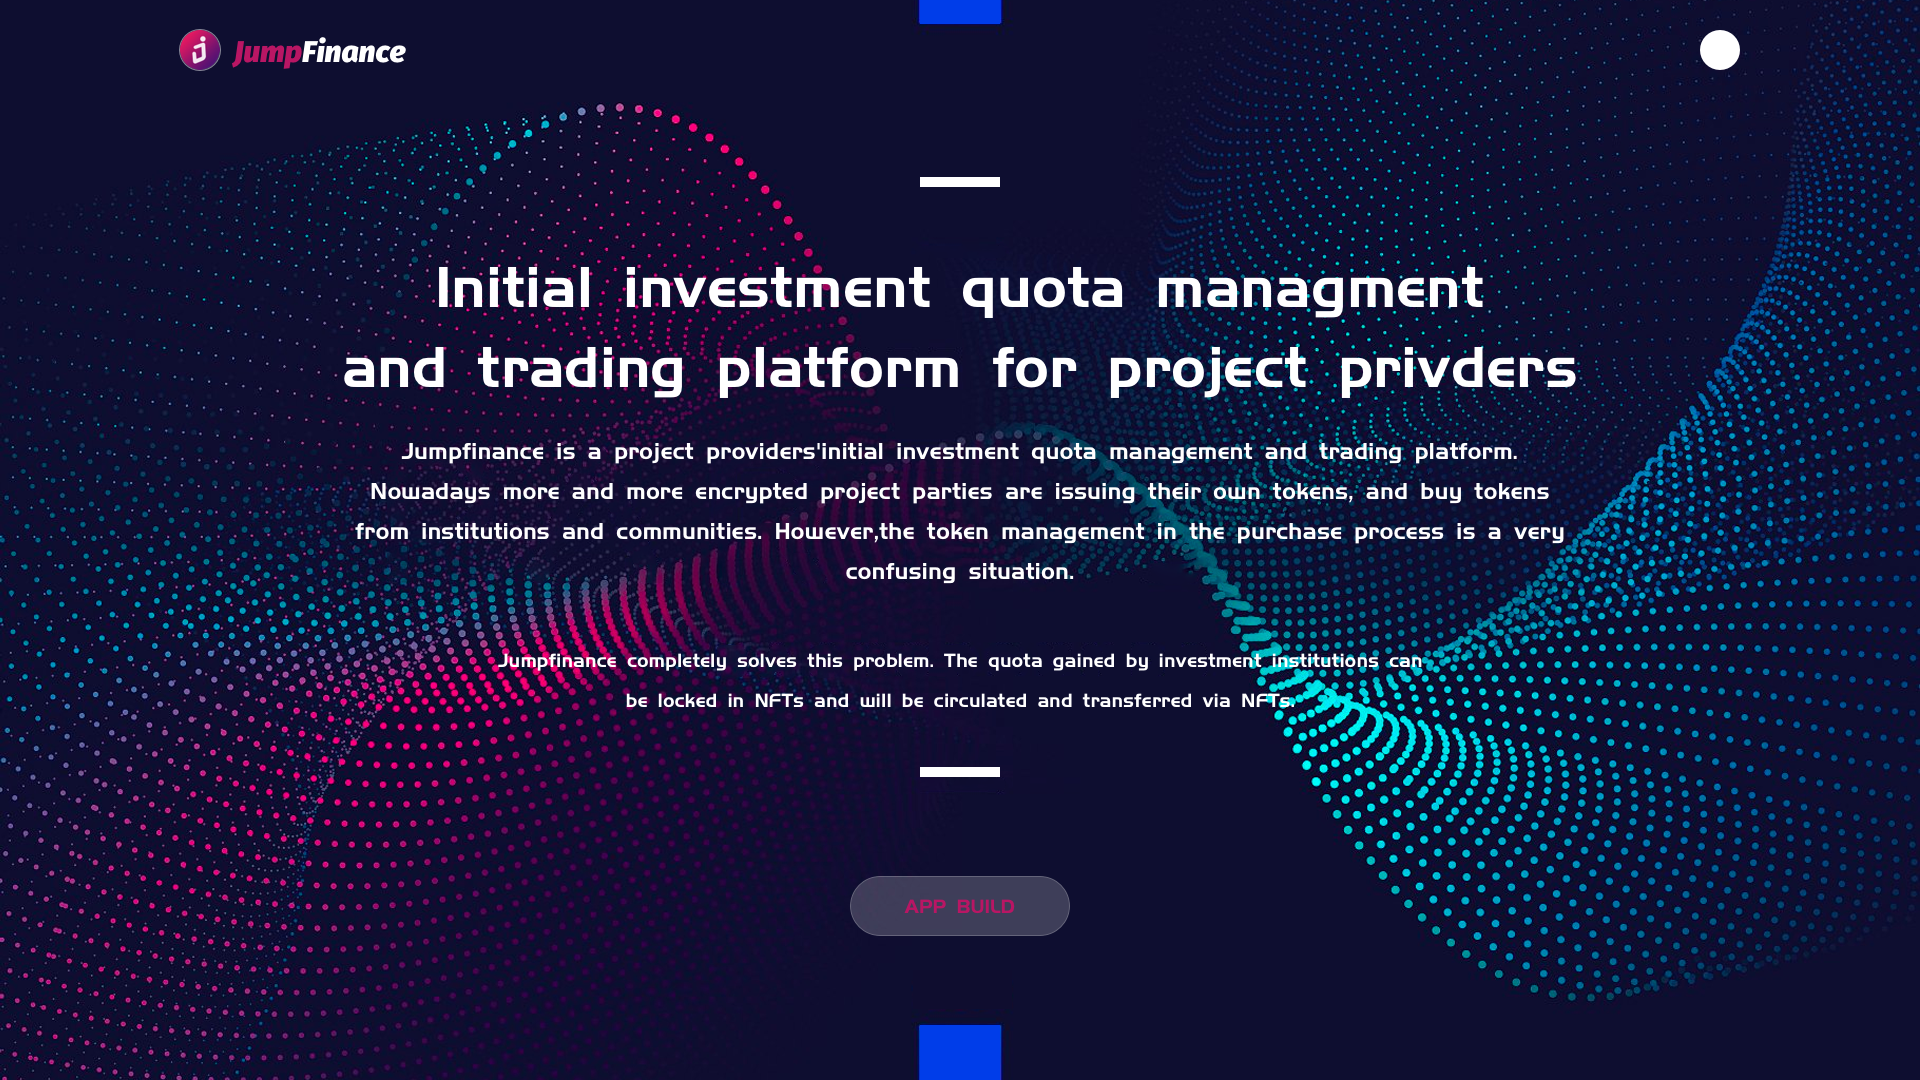 JumpFinance
Initial investment quota managment
and trading platform for project privders
Jumpfinance is a project providers'initial investment quota management and trading platform.
Nowadays more and more encrypted project parties are issuing their own tokens, and buy tokens
from institutions and communities. However,the token management in the purchase process is a very
confusing situation.
Jumpfinance completely solves this problem. The quota gained by investment institutions can
be locked in NFTs and will be circulated and transferred via NFTs.
APP BUILD